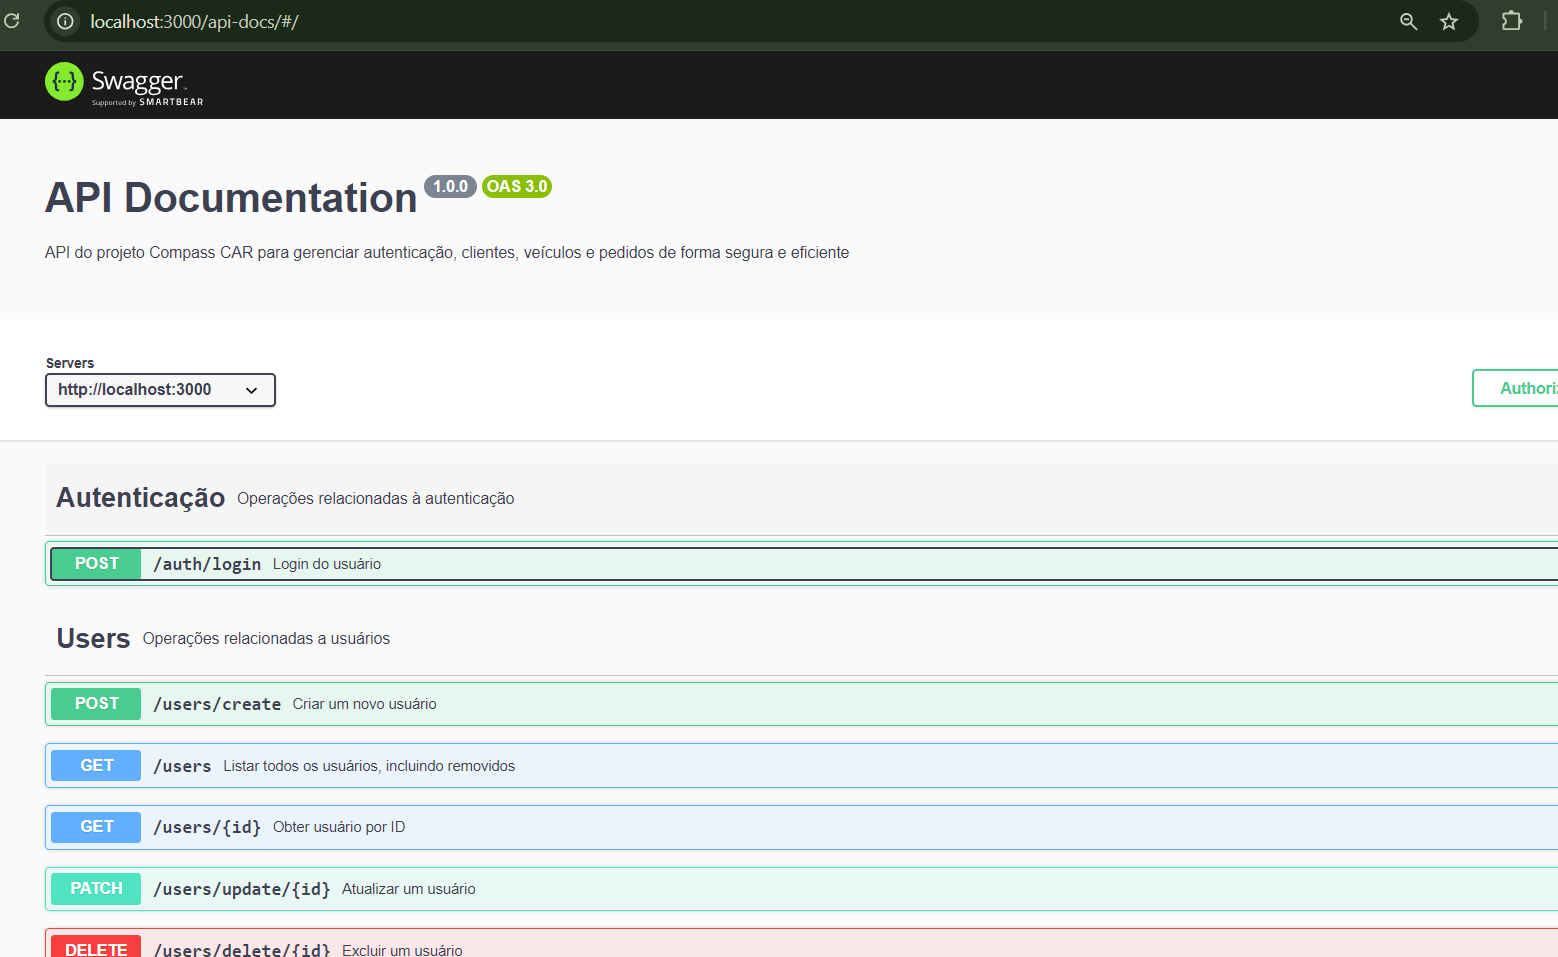 localhost:3000/api-docs/#/
{···} Swagger™
Supported by SMARTBEAR
API Documentation 1.0.0 OAS 3.0
API do projeto Compass CAR para gerenciar autenticação, clientes, veículos e pedidos de forma segura e eficiente
Servers
http://localhost:3000
Authoriz
Autenticação Operações relacionadas à autenticação
POST /auth/login Login do usuário
Users Operações relacionadas a usuários
POST /users/create Criar um novo usuário
GET /users Listar todos os usuários, incluindo removidos
GET /users/{id} Obter usuário por ID
PATCH /users/update/{id} Atualizar um usuário
DELETE /users/delete/{id} Excluir um usuário